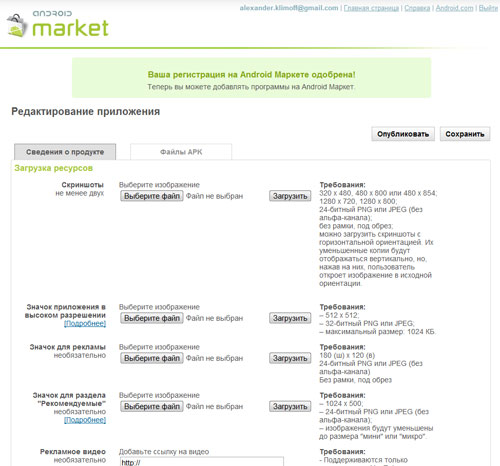 alexander.klimoff@gmail.com | Главная страница | Справка | Android.com | Выйти
ANDROID
market
Ваша регистрация на Android Маркете одобрена!
Теперь вы можете добавлять программы на Android Маркет.
Редактирование приложения
Опубликовать Сохранить
Сведения о продукте Файлы APK
Загрузка ресурсов
Скриншоты
не менее двух
Выберите изображение
Выберите файл Файл не выбран Загрузить
Требования:
320 x 480, 480 x 800 или 480 x 854;
1280 x 720, 1280 x 800;
24-битный PNG или JPEG (без
альфа-канала);
без рамки, под обрез;
можно загрузить скриншоты с
горизонтальной ориентацией. Их
уменьшенные копии будут
отображаться вертикально, но,
нажав на них, пользователь
откроет изображение в исходной
ориентации.
Значок приложения в
высоком разрешении
[Подробнее]
Выберите изображение
Выберите файл Файл не выбран Загрузить
Требования:
– 512 x 512;
– 32-битный PNG или JPEG;
– максимальный размер: 1024 КБ.
Значок для рекламы
необязательно
Выберите изображение
Выберите файл Файл не выбран Загрузить
Требования:
180 (ш) x 120 (в)
24-битный PNG или JPEG (без
альфа-канала)
Без рамки, под обрез
Значок для раздела
"Рекомендуемые"
необязательно
[Подробнее]
Выберите изображение
Выберите файл Файл не выбран Загрузить
Требования:
– 1024 x 500;
– 24-битный PNG или JPEG (без
альфа-канала);
– изображения будут уменьшены
до размера "мини" или "микро".
Рекламное видео
необязательно
Добавьте ссылку на видео
http://
Требования:
- Поддерживаются только